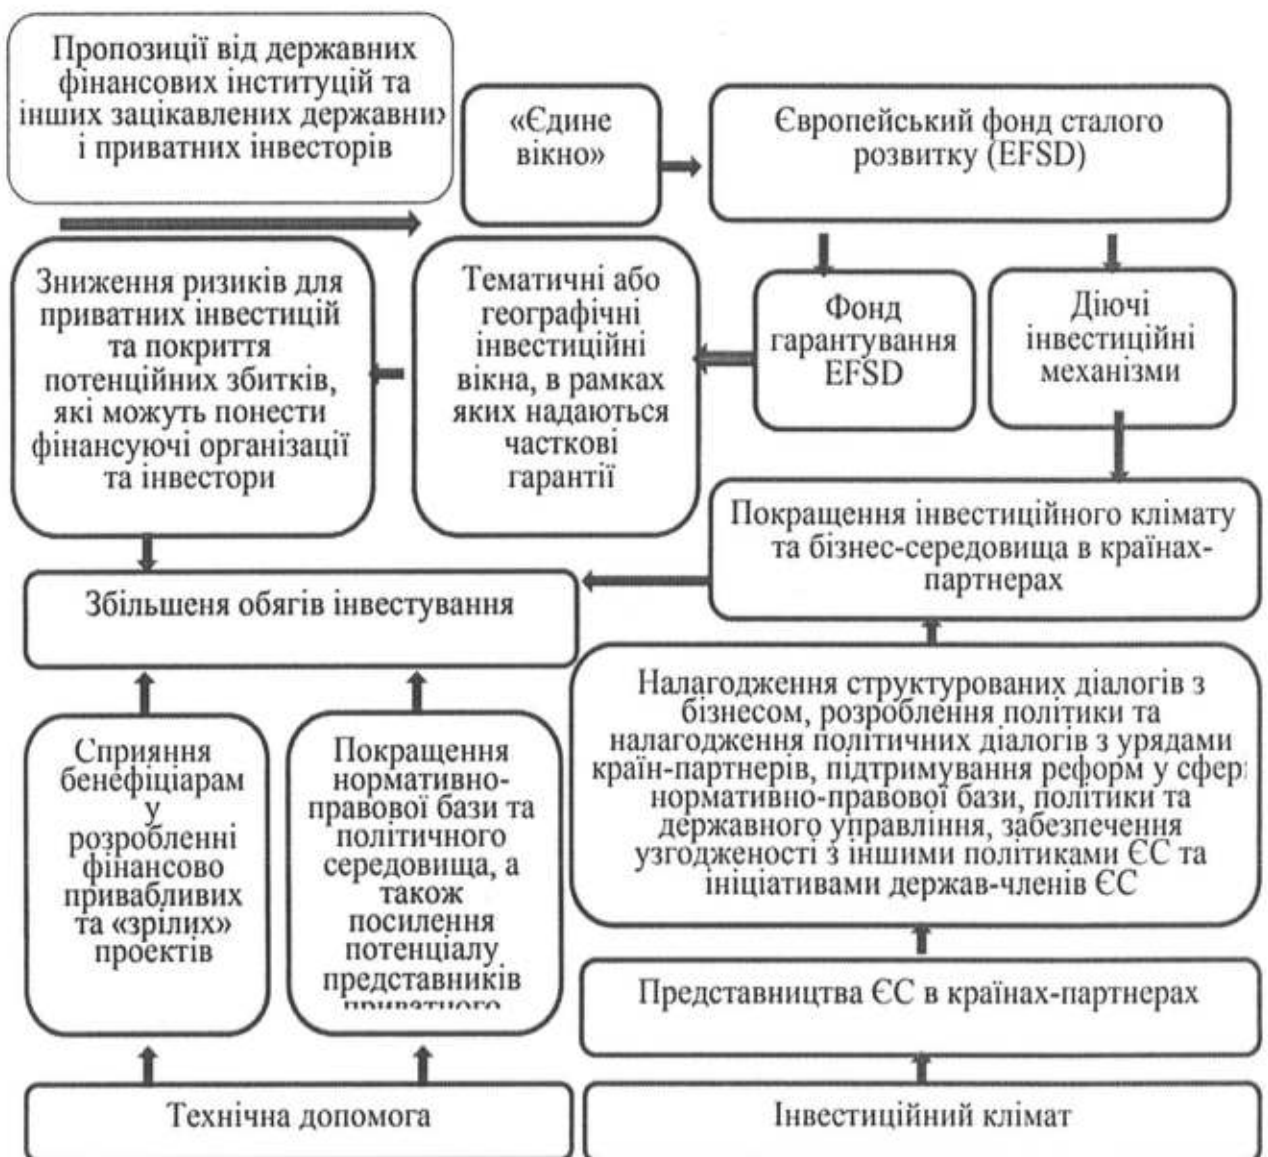 Пропозиції від державних
фінансових інституцій та
інших зацікавлених державни
і приватних інвесторів
«Єдине
вікно»
Європейський фонд сталого
розвитку (EFSD)
Зниження ризиків для
приватних інвестицій
та покриття
потенційних збитків,
які можуть понести
фінансуючі організації
та інвестори
Тематичні або
географічні
інвестиційні
вікна, в рамках
яких надаються
часткові
гарантії
Фонд
гарантування
EFSD
Діючі
інвестиційні
механізми
Покращення інвестиційного клімату
та бізнес-середовища в країнах-
партнерах
Збільшеня обягів інвестування
Налагодження структурованих діалогів з
бізнесом, розроблення політики та
налагодження політичних діалогів з урядами
країн-партнерів, підтримування реформ у сфер
нормативно-правової бази, політики та
державного управління, забезпечення
узгодженості з іншими політиками ЄС та
ініціативами держав-членів ЄС
Сприяння
бенефіціарам
у
розробленні
фінансово
привабливих
та «зрілих»
проектів
Покращення
нормативно-
правової бази та
політичного
середовища, а
також
посилення
потенціалу
представників
приватного
Представництва ЄС в країнах-партнерах
Технічна допомога
Інвестиційний клімат